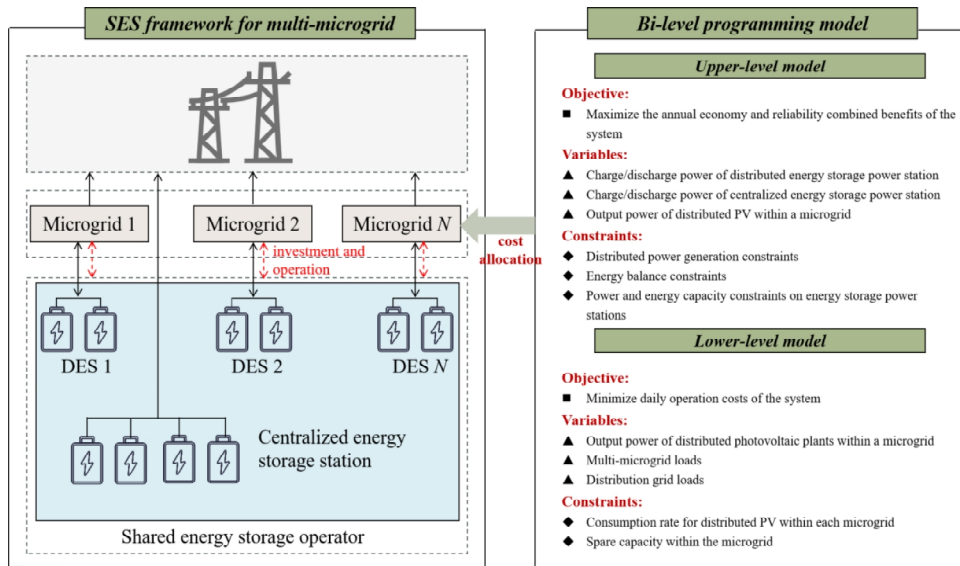 SES framework for multi-microgrid
Microgrid 1
Microgrid 2
Microgrid N
investment and
operation
cost
allocation
DES 1
DES 2
DES N
Centralized energy
storage station
Shared energy storage operator
Bi-level programming model
Upper-level model
Objective:
■ Maximize the annual economy and reliability combined benefits of the
system
Variables:
▲ Charge/discharge power of distributed energy storage power station
▲ Charge/discharge power of centralized energy storage power station
▲ Output power of distributed PV within a microgrid
Constraints:
◆ Distributed power generation constraints
◆ Energy balance constraints
◆ Power and energy capacity constraints on energy storage power
stations
Lower-level model
Objective:
■ Minimize daily operation costs of the system
Variables:
▲ Output power of distributed photovoltaic plants within a microgrid
▲ Multi-microgrid loads
▲ Distribution grid loads
Constraints:
◆ Consumption rate for distributed PV within each microgrid
◆ Spare capacity within the microgrid